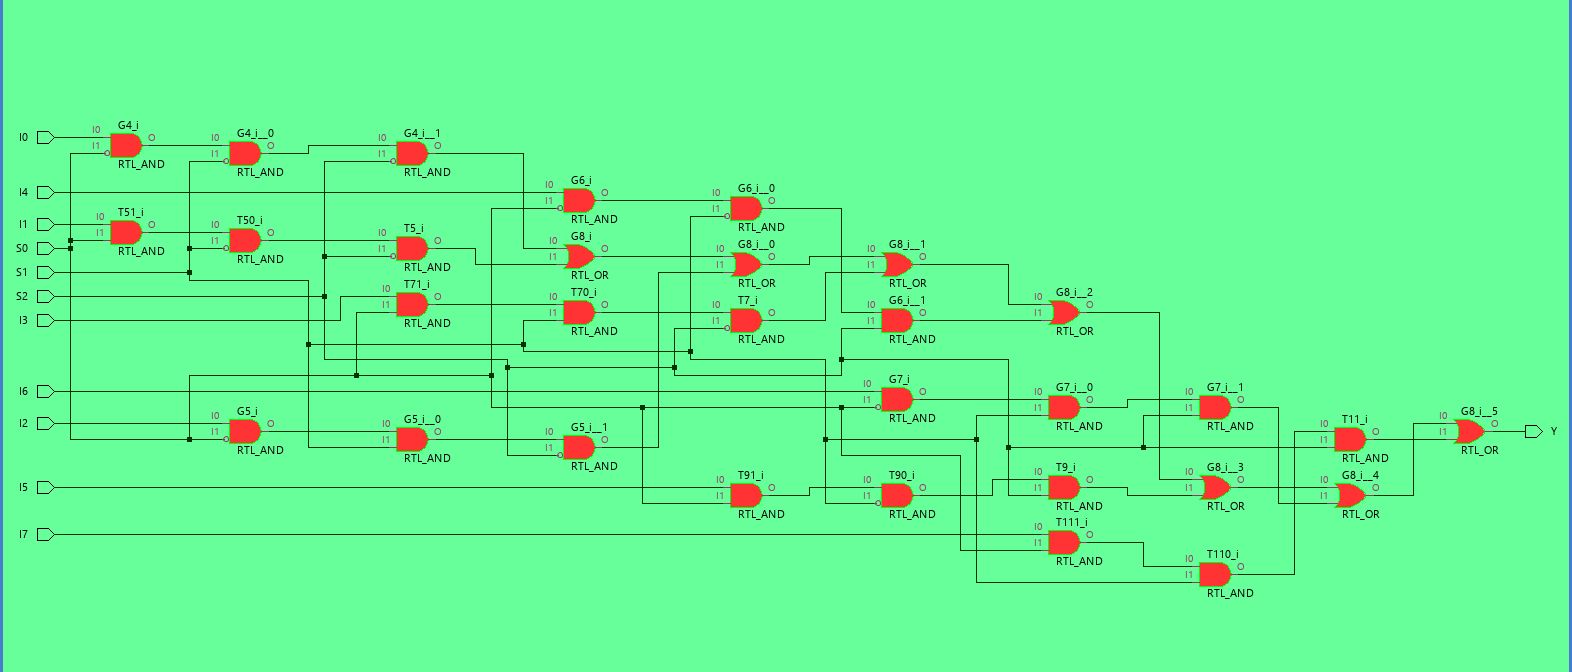 G4_i
I0 I0 O G4_i__0 G4_i__1
I1 I0 O I0 O
RTL_AND I1 I1
RTL_AND RTL_AND
G6_i
I4 I0 O G6_i__0
I1 I0 O
T51_i I1
I1 I0 O T50_i RTL_AND RTL_AND
I1 I0 O T5_i
S0 RTL_AND I1 I0 O G8_i G8_i__0 G8_i__1
RTL_AND I1 I0 O I0 O I0 O
S1 RTL_AND I1 I1 I1
RTL_OR RTL_OR RTL_OR
T71_i
S2 I0 O T70_i T7_i G6_i__1 G8_i__2
I1 I0 O I0 O I0 O I0 O
I3 RTL_AND I1 I1 I1 I1
RTL_AND RTL_AND RTL_AND RTL_OR
G7_i
I6 I0 O G7_i__0 G7_i__1
I1 I0 O I0 O
I2 G5_i RTL_AND I1 I1
I0 O G5_i__0 RTL_AND RTL_AND T11_i G8_i__5
I1 I0 O G5_i__1 I0 O I0 O
RTL_AND I1 I0 O I1 I1 Y
RTL_AND I1 RTL_AND RTL_OR
RTL_AND
I5 T91_i T90_i T9_i G8_i__3 G8_i__4
I0 O I0 O I0 O I0 O I0 O
I1 I1 I1 I1 I1
RTL_AND RTL_AND RTL_AND RTL_OR RTL_OR
T111_i
I7 I0 O
I1
RTL_AND T110_i
I0 O
I1
RTL_AND